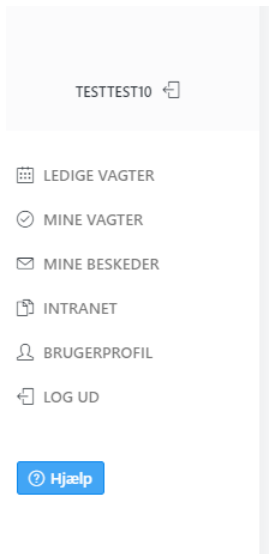 TESTTEST10
LEDIGE VAGTER
MINE VAGTER
MINE BESKEDER
INTRANET
BRUGERPROFIL
LOG UD
Hjælp